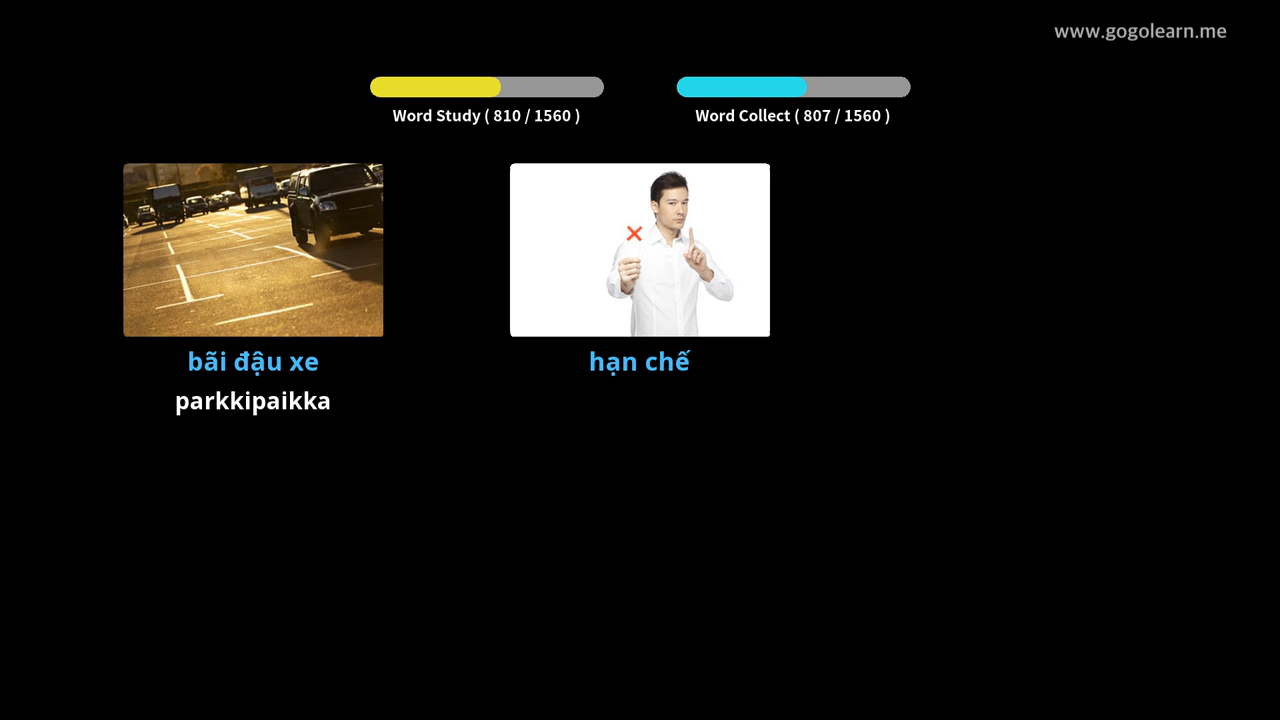 www.gogolearn.me
Word Study ( 810 / 1560 )
Word Collect ( 807 / 1560 )
bãi đậu xe
parkkipaikka
hạn chế